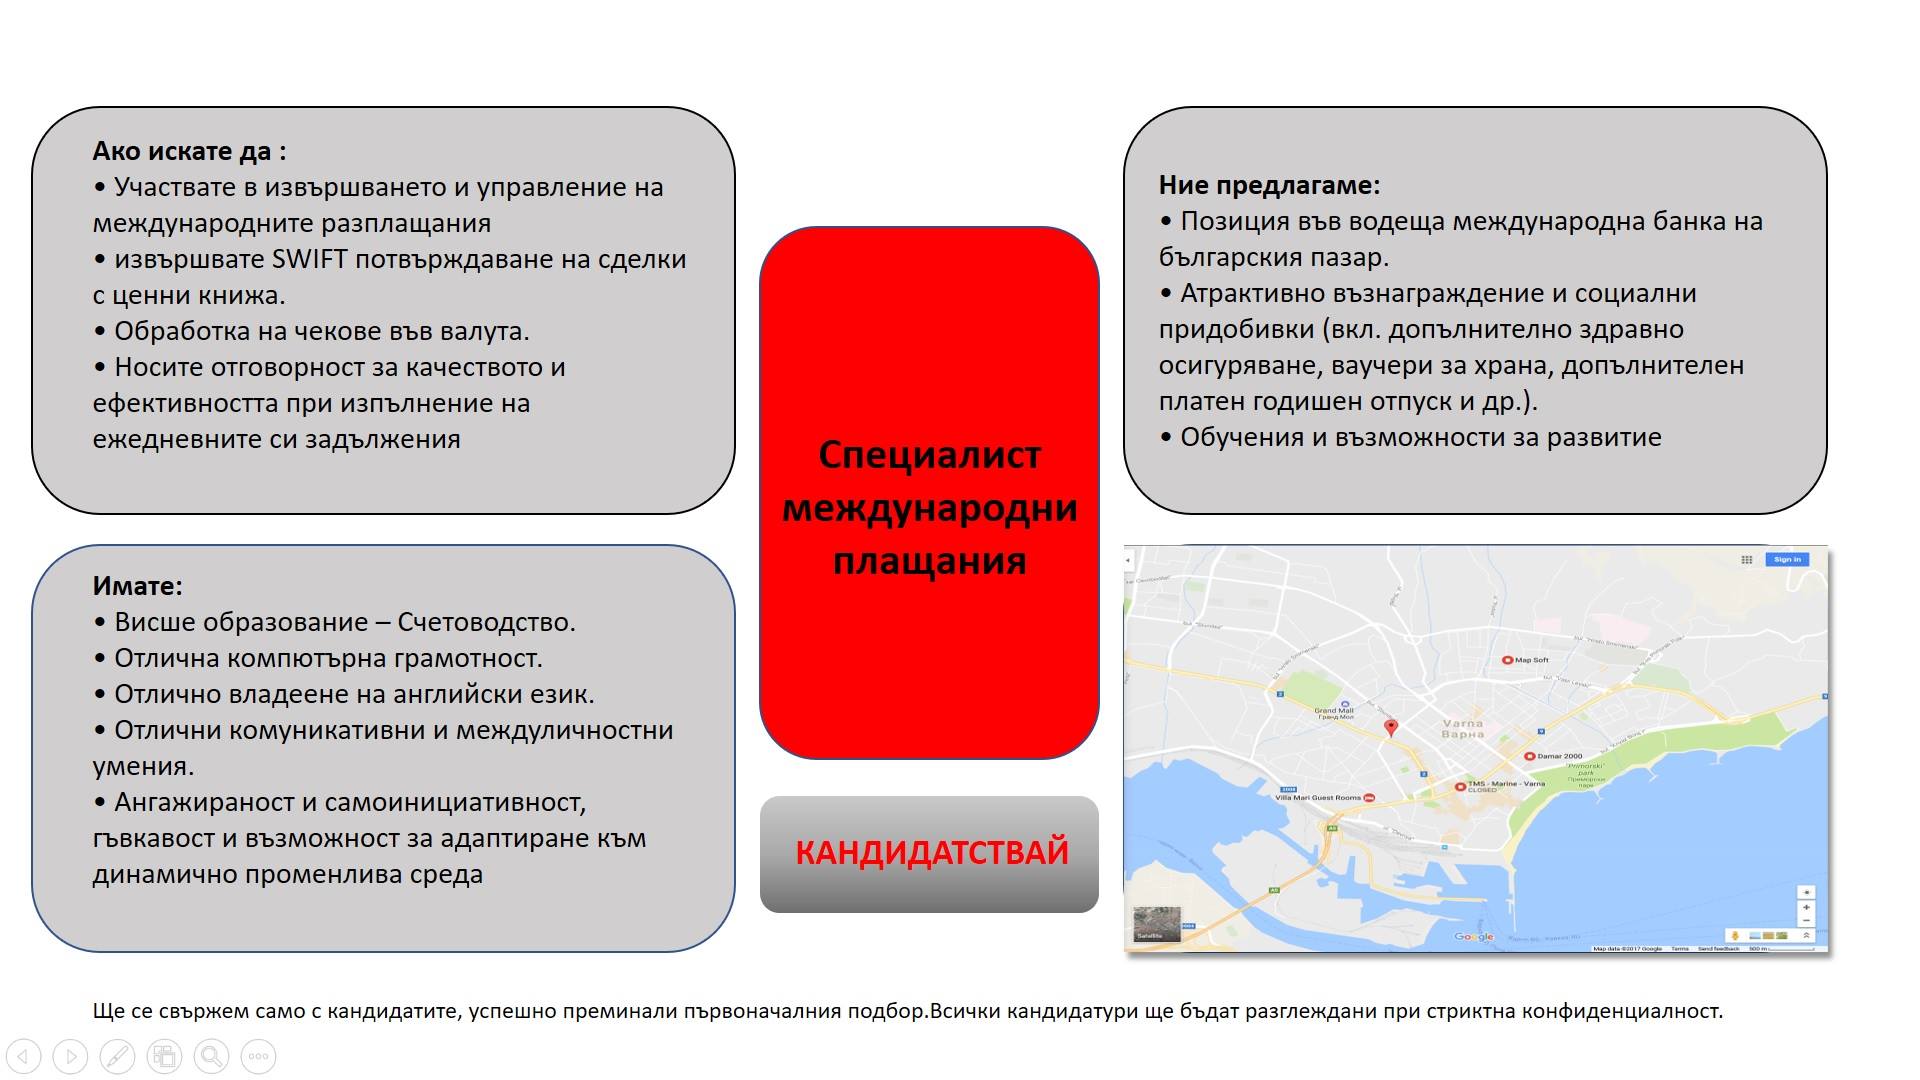 Ако искате да :
• Участвате в извършването и управление на
международните разплащания
• извършвате SWIFT потвърждаване на сделки
с ценни книжа.
• Обработка на чекове във валута.
• Носите отговорност за качеството и
ефективността при изпълнение на
ежедневните си задължения
Имате:
• Висше образование – Счетоводство.
• Отлична компютърна грамотност.
• Отлично владеене на английски език.
• Отлични комуникативни и междуличностни
умения.
• Ангажираност и самоинициативност,
гъвкавост и възможност за адаптиране към
динамично променлива среда
Специалист
международни
плащания
КАНДИДАТСТВАЙ
Ние предлагаме:
• Позиция във водеща международна банка на
българския пазар.
• Атрактивно възнаграждение и социални
придобивки (вкл. допълнително здравно
осигуряване, ваучери за храна, допълнителен
платен годишен отпуск и др.).
• Обучения и възможности за развитие
Sign in
Map Soft
Grand Mall
Гранд Мол
Varna
Варна
Damar 2000
"Primorski"
park
Приморски
парк
TMS - Marine - Varna
CLOSED
Villa Mari Guest Rooms
Satellite
Google
Map data ©2017 Google Terms Send feedback 500 m
Ще се свържем само с кандидатите, успешно преминали първоначалния подбор.Всички кандидатури ще бъдат разглеждани при стриктна конфиденциалност.